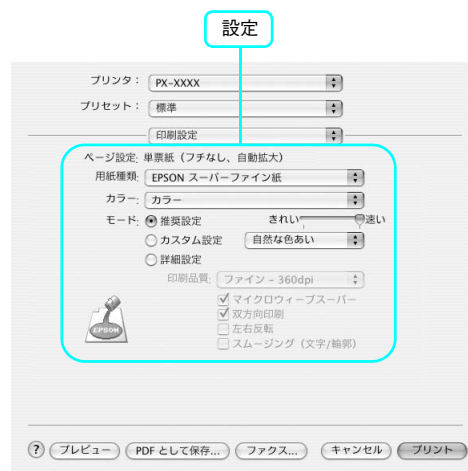 設定
プリンタ： PX-XXXX
プリセット： 標準
印刷設定
ページ設定: 単票紙（フチなし、自動拡大）
用紙種類: EPSON スーパーファイン紙
カラー: カラー
モード: 推奨設定 きれい 速い
カスタム設定 自然な色あい
詳細設定
印刷品質: ファイン – 360dpi
マイクロウィーブスーパー
双方向印刷
左右反転
スムージング（文字/輪郭）
EPSON
? プレビュー PDF として保存... ファクス... キャンセル プリント